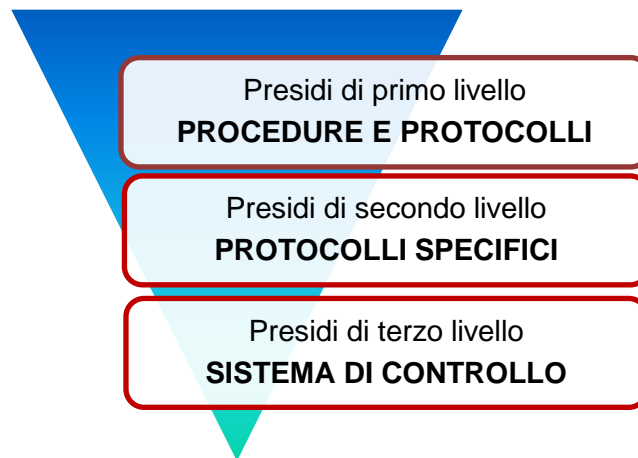 Presidi di primo livello
PROCEDURE E PROTOCOLLI
Presidi di secondo livello
PROTOCOLLI SPECIFICI
Presidi di terzo livello
SISTEMA DI CONTROLLO